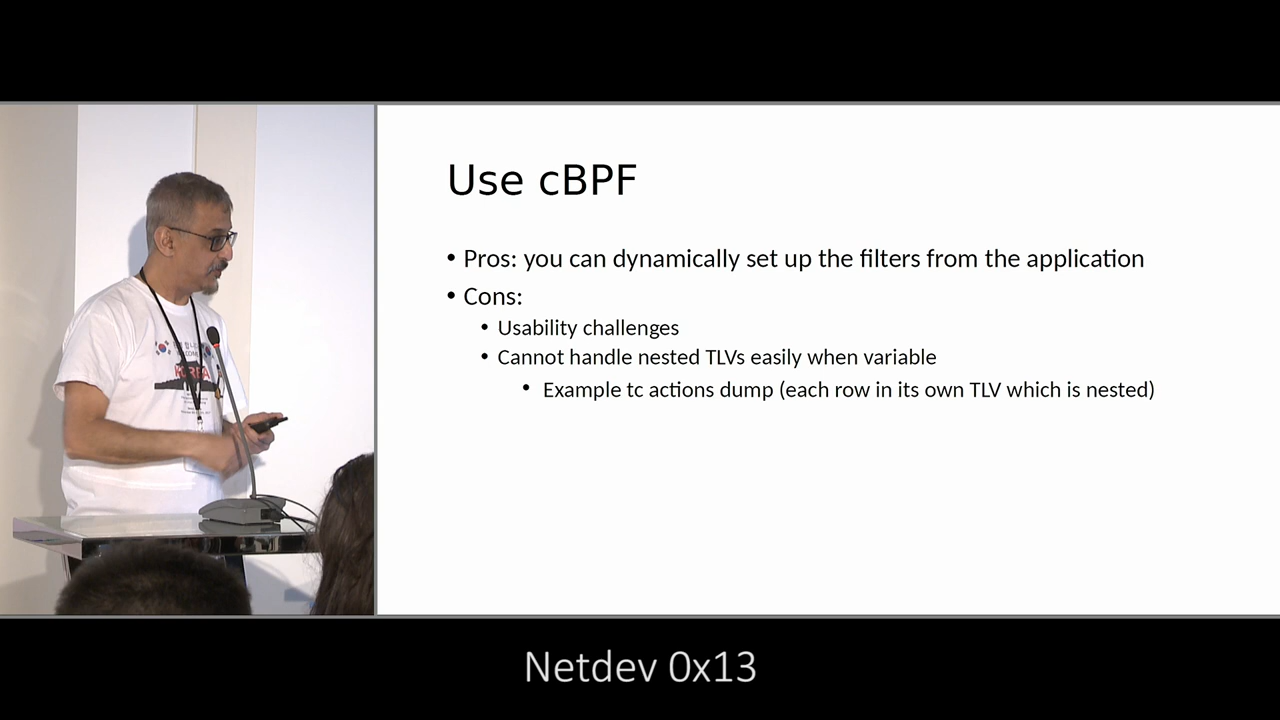 Use cBPF
• Pros: you can dynamically set up the filters from the application
• Cons:
• Usability challenges
• Cannot handle nested TLVs easily when variable
• Example tc actions dump (each row in its own TLV which is nested)
KOREA
Netdev 0x13